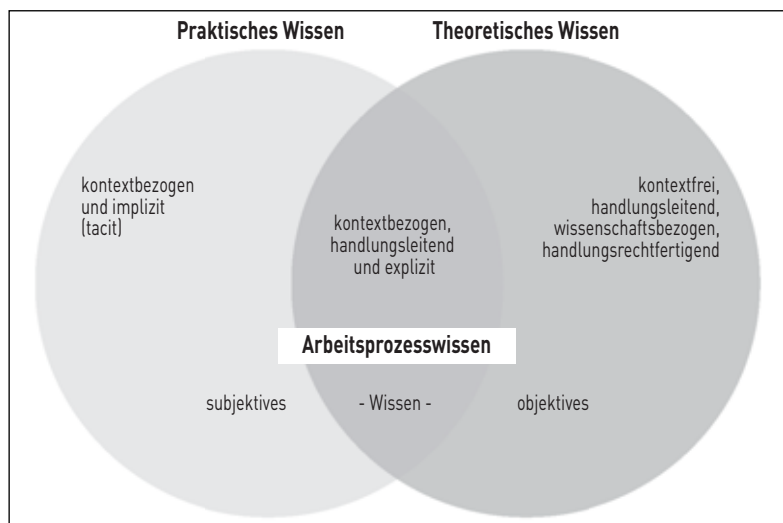 Praktisches Wissen
Theoretisches Wissen
kontextbezogen
und implizit
(tacit)
kontextbezogen,
handlungsleitend
und explizit
kontextfrei,
handlungsleitend,
wissenschaftsbezogen,
handlungsrechtfertigend
Arbeitsprozesswissen
subjektives - Wissen - objektives